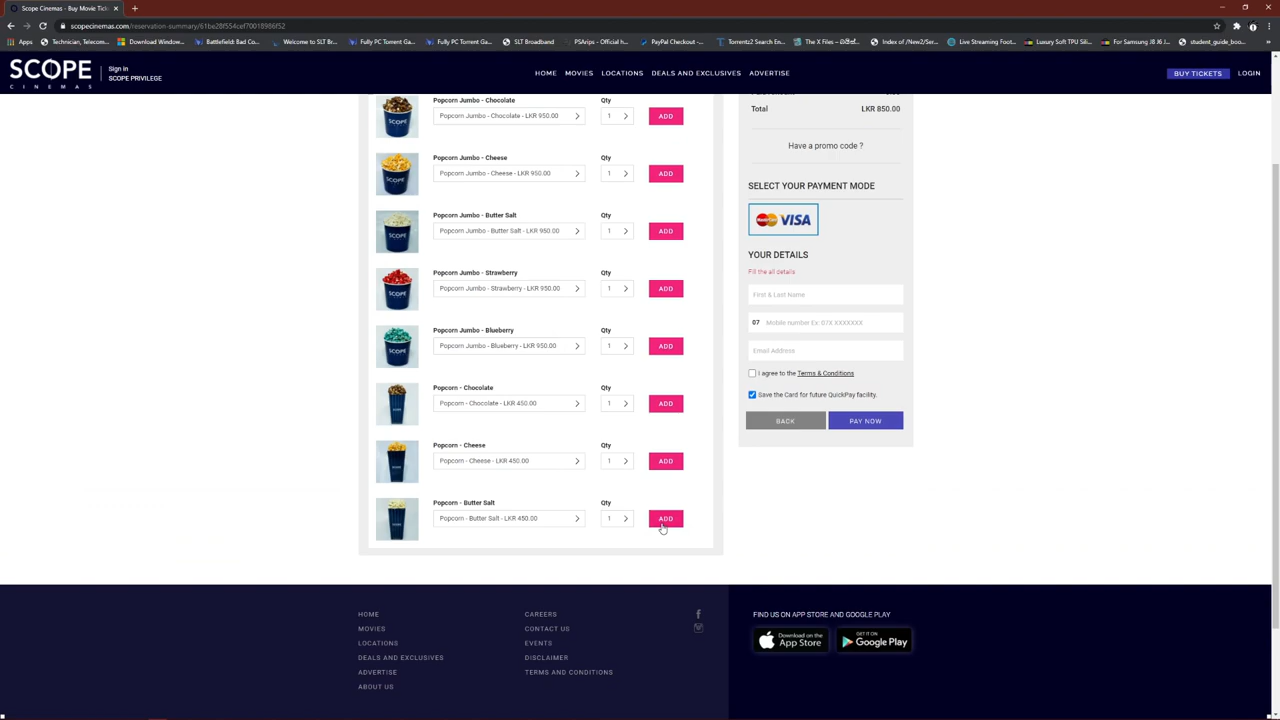 Scope Cinemas - Buy Movie Ticke
scopecinemas.com/reservation-summary/61be28f554cef70018986f52
Apps
Technician, Telecom...
Download Window...
Battlefield: Bad Co...
Welcome to SLT Br...
Fully PC Torrent Ga...
Fully PC Torrent Ga...
SLT Broadband
PSArips - Official h...
PayPal Checkout -...
Torrentz2 Search En...
Index of /New2/Ser...
Live Streaming Foot...
Luxury Soft TPU Sili...
For Samsung J8 J6 J...
student_guide_boo...
SCOPE
CINEMAS
Sign in
SCOPE PRIVILEGE
HOME
MOVIES
LOCATIONS
DEALS AND EXCLUSIVES
ADVERTISE
BUY TICKETS
LOGIN
Popcorn Jumbo - Chocolate
Qty
Popcorn Jumbo - Chocolate - LKR 950.00
1
ADD
Popcorn Jumbo - Cheese
Qty
Popcorn Jumbo - Cheese - LKR 950.00
1
ADD
Popcorn Jumbo - Butter Salt
Qty
Popcorn Jumbo - Butter Salt - LKR 950.00
1
ADD
Popcorn Jumbo - Strawberry
Qty
Popcorn Jumbo - Strawberry - LKR 950.00
1
ADD
Popcorn Jumbo - Blueberry
Qty
Popcorn Jumbo - Blueberry - LKR 950.00
1
ADD
Popcorn - Chocolate
Qty
Popcorn - Chocolate - LKR 450.00
1
ADD
Popcorn - Cheese
Qty
Popcorn - Cheese - LKR 450.00
1
ADD
Popcorn - Butter Salt
Qty
Popcorn - Butter Salt - LKR 450.00
1
ADD
Total LKR 850.00
Have a promo code ?
SELECT YOUR PAYMENT MODE
MasterCard VISA
YOUR DETAILS
Fill the all details
First & Last Name
07 Mobile number Ex: 07X XXXXXXX
Email Address
I agree to the Terms & Conditions
Save the Card for future QuickPay facility.
BACK
PAY NOW
HOME
MOVIES
LOCATIONS
DEALS AND EXCLUSIVES
ADVERTISE
ABOUT US
CAREERS
CONTACT US
EVENTS
DISCLAIMER
TERMS AND CONDITIONS
FIND US ON APP STORE AND GOOGLE PLAY
Download on the
App Store
GET IT ON
Google Play